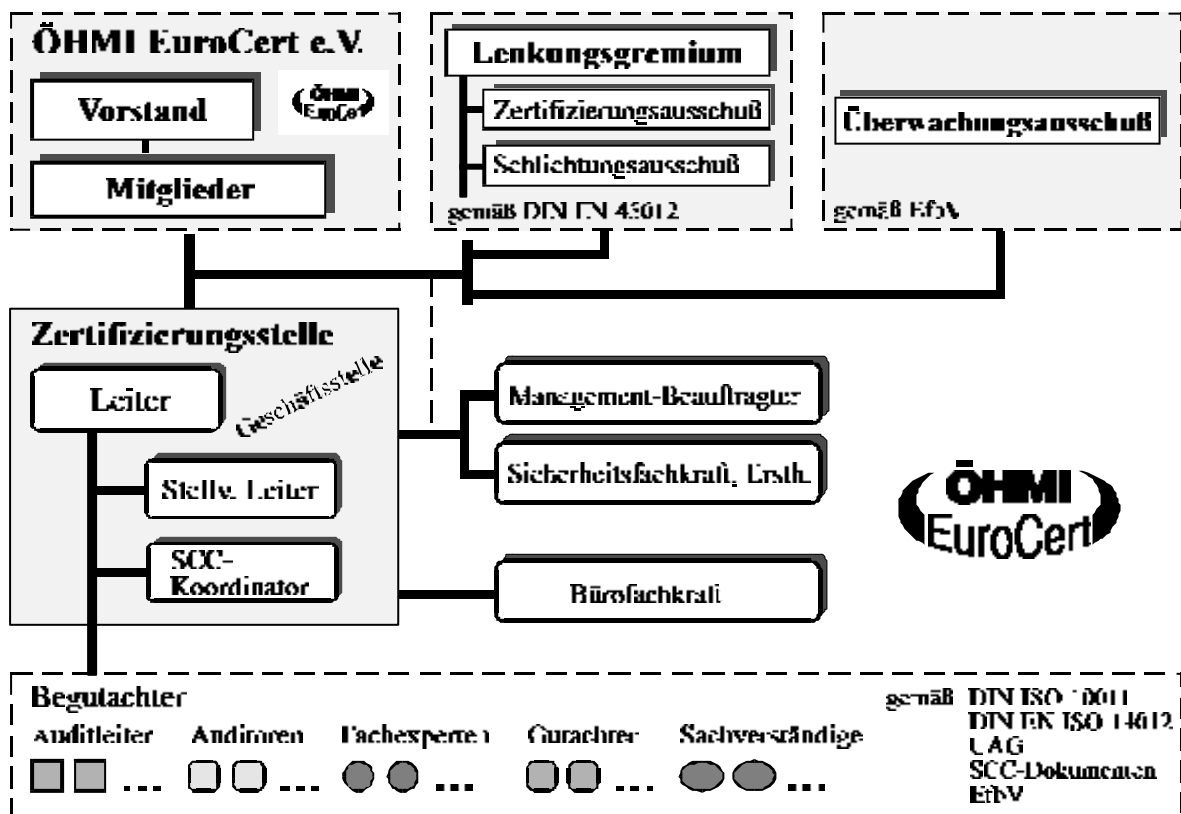 ÖHMI EuroCert e.V.
Vorstand
ÖHMI
EuroCert
Mitglieder
Lenkungsgremium
Zertifizierungsausschuß
Schlichtungsausschuß
gemäß DIN EN 45012
Überwachungsausschuß
gemäß EfbV
Zertifizierungsstelle
Geschäftsstelle
Leiter
Stellv. Leiter
SCC-
Koordinator
Management-Beauftragter
Sicherheitsfachkraft, Ersth.
Bürofachkraft
ÖHMI
EuroCert
Begutachter
Auditleiter
Auditoren
Fachexperten
Gutachter
Sachverständige
gemäß DIN ISO 10011
DIN EN ISO 14012
UAG
SCC-Dokumenten
EfbV